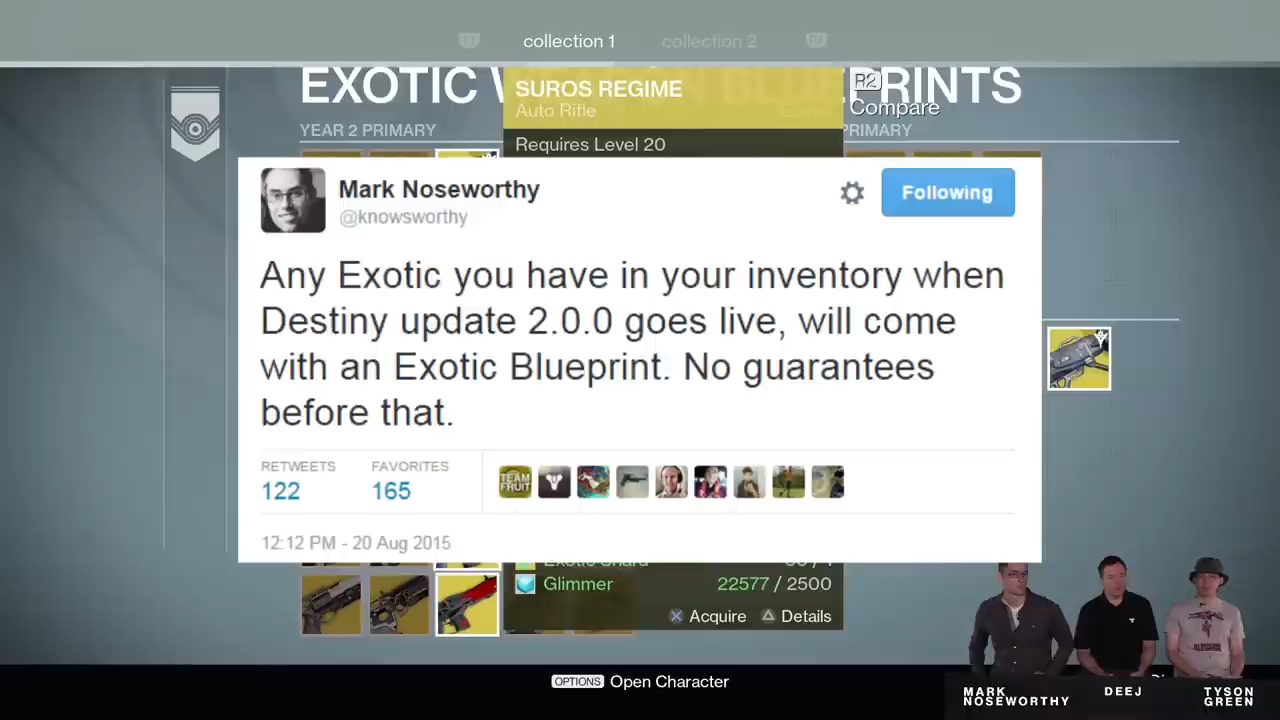 collection 1
collection 2
EXOTIC
PRINTS
SUROS REGIME
R2
Auto Rifle
Compare
YEAR 2 PRIMARY
PRIMARY
Requires Level 20
Mark Noseworthy
@knowsworthy
Following
Any Exotic you have in your inventory when
Destiny update 2.0.0 goes live, will come
with an Exotic Blueprint. No guarantees
before that.
RETWEETS
122
FAVORITES
165
TEAM
FRUIT
12:12 PM - 20 Aug 2015
Exotic Shard
Glimmer
22577 / 2500
Acquire
Details
OPTIONS Open Character
MARK
NOSEWORTHY
DEEJ
TYSON
GREEN